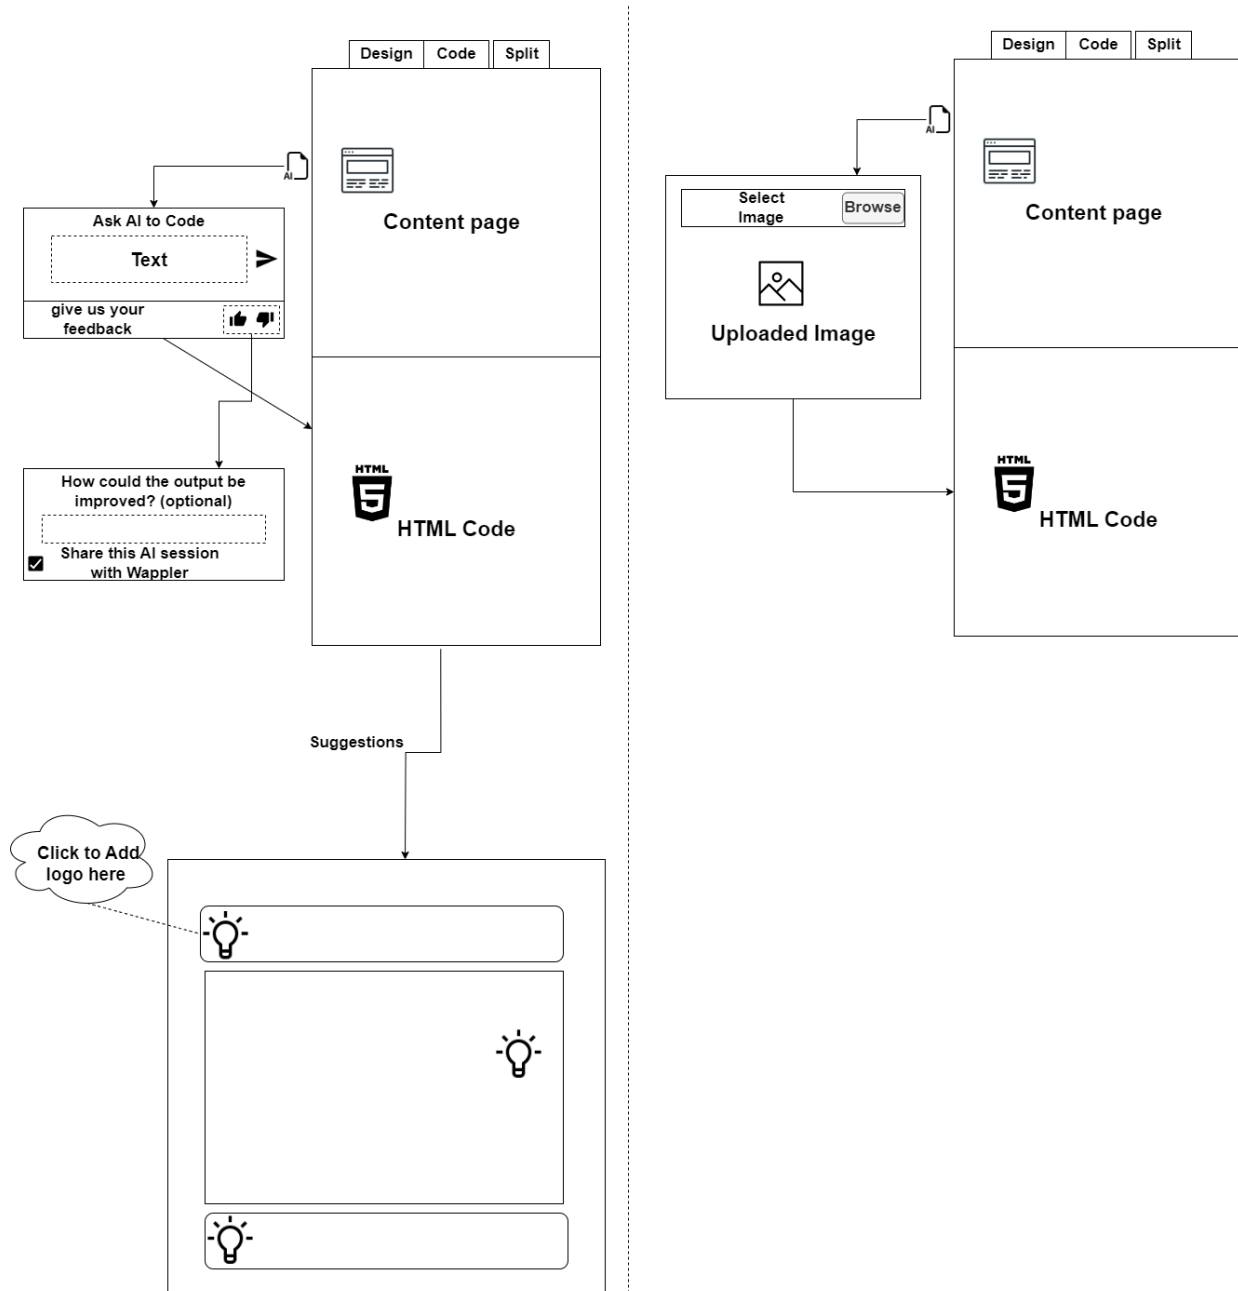 Design Code Split
AI
Content page
Ask AI to Code
Text
give us your
feedback
How could the output be
improved? (optional)
Share this AI session
with Wappler
HTML
5
HTML Code
Suggestions
Click to Add
logo here
Design Code Split
AI
Content page
Select
Image
Browse
Uploaded Image
HTML
5
HTML Code